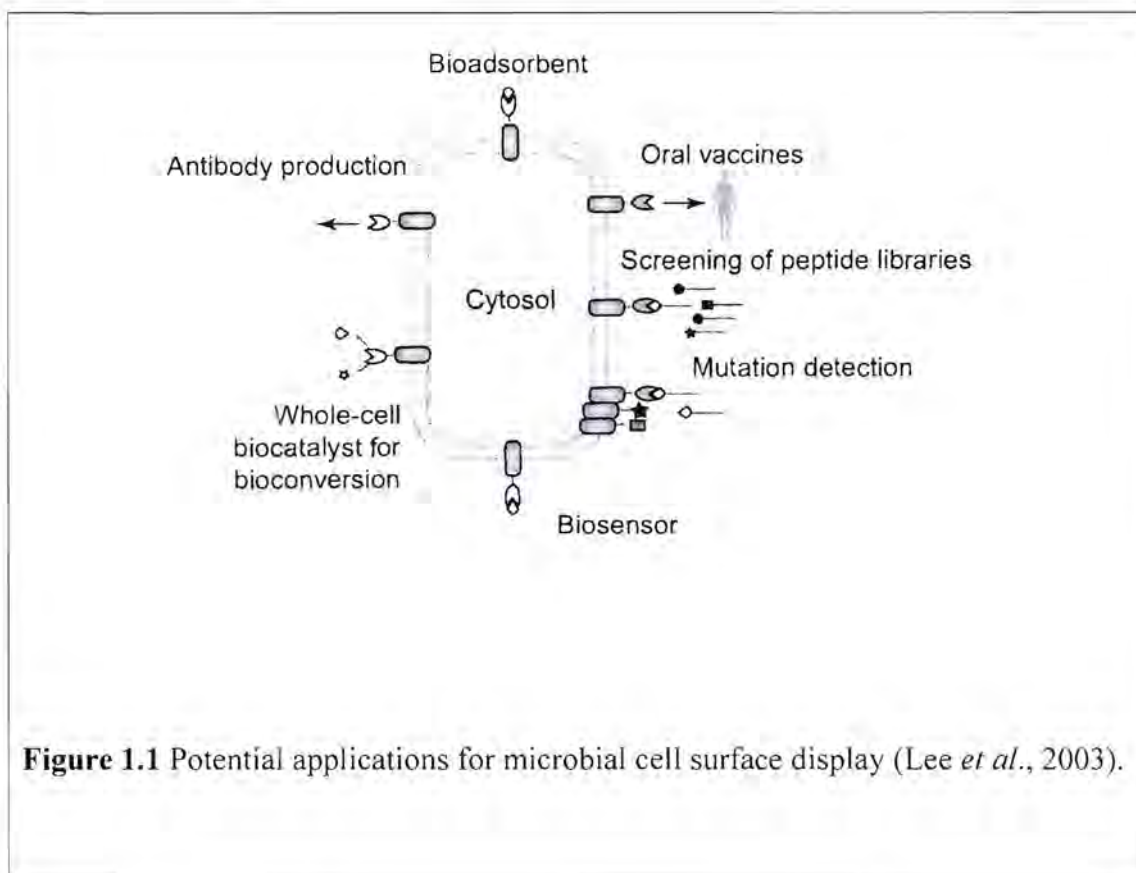 Bioadsorbent
Antibody production
Oral vaccines
Screening of peptide libraries
Cytosol
Mutation detection
Whole-cell
biocatalyst for
bioconversion
Biosensor
Figure 1.1 Potential applications for microbial cell surface display (Lee et al., 2003).